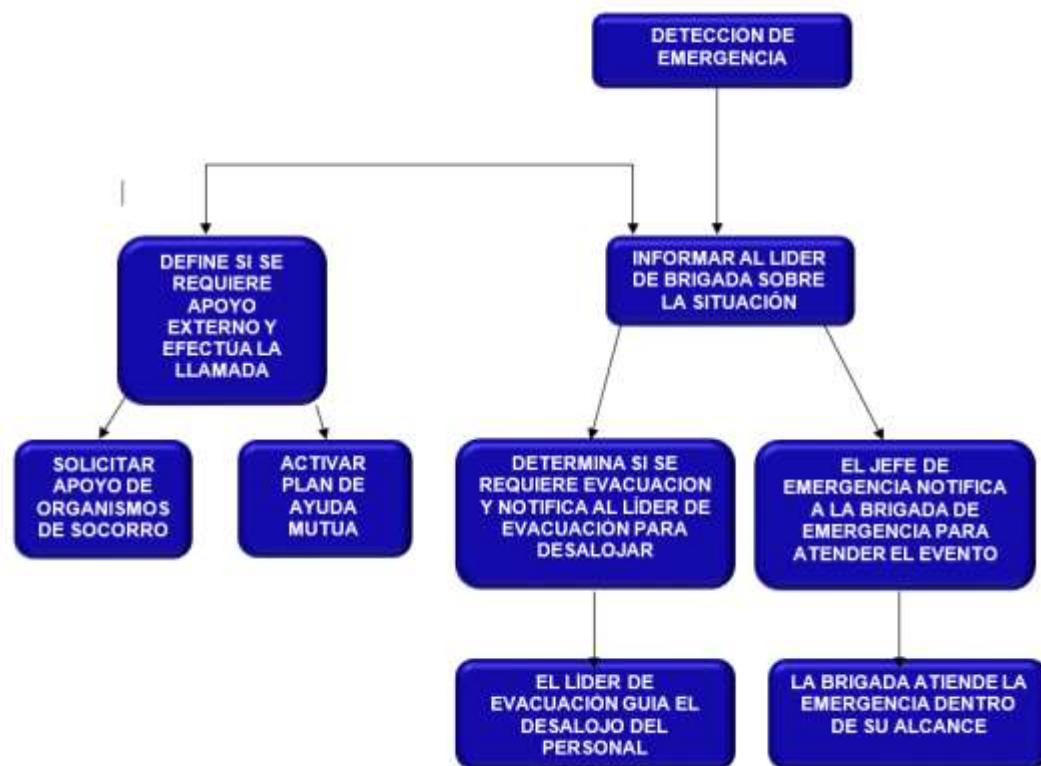 DETECCIÓN DE
EMERGENCIA
DEFINE SI SE
REQUIERE
APOYO
EXTERNO Y
EFECTÚA LA
LLAMADA
INFORMAR AL LIDER
DE BRIGADA SOBRE
LA SITUACIÓN
SOLICITAR
APOYO DE
ORGANISMOS
DE SOCORRO
ACTIVAR
PLAN DE
AYUDA
MUTUA
DETERMINA SI SE
REQUIERE EVACUACION
Y NOTIFICA AL LÍDER DE
EVACUACIÓN PARA
DESALOJAR
EL JEFE DE
EMERGENCIA NOTIFICA
A LA BRIGADA DE
EMERGENCIA PARA
ATENDER EL EVENTO
EL LÍDER DE
EVACUACIÓN GUIA EL
DESALOJO DEL
PERSONAL
LA BRIGADA ATIENDE LA
EMERGENCIA DENTRO
DE SU ALCANCE